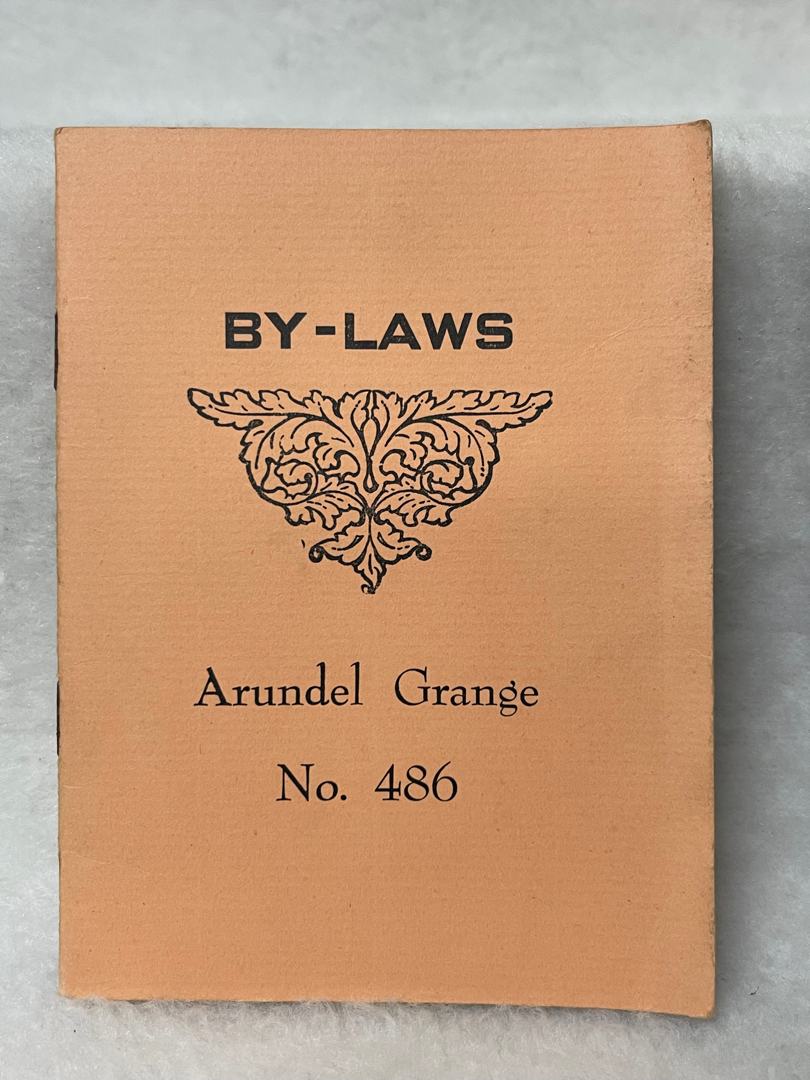 BY-LAWS
Arundel Grange
No. 486